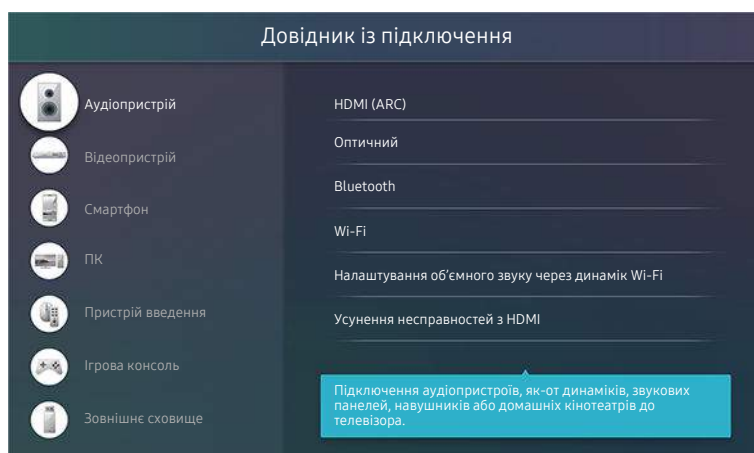 Довідник із підключення
Аудіопристрій
Відеопристрій
Смартфон
ПК
Пристрій введення
Ігрова консоль
Зовнішнє сховище
HDMI (ARC)
Оптичний
Bluetooth
Wi-Fi
Налаштування об’ємного звуку через динамік Wi-Fi
Усунення несправностей з HDMI
Підключення аудіопристроїв, як-от динаміків, звукових
панелей, навушників або домашніх кінотеатрів до
телевізора.